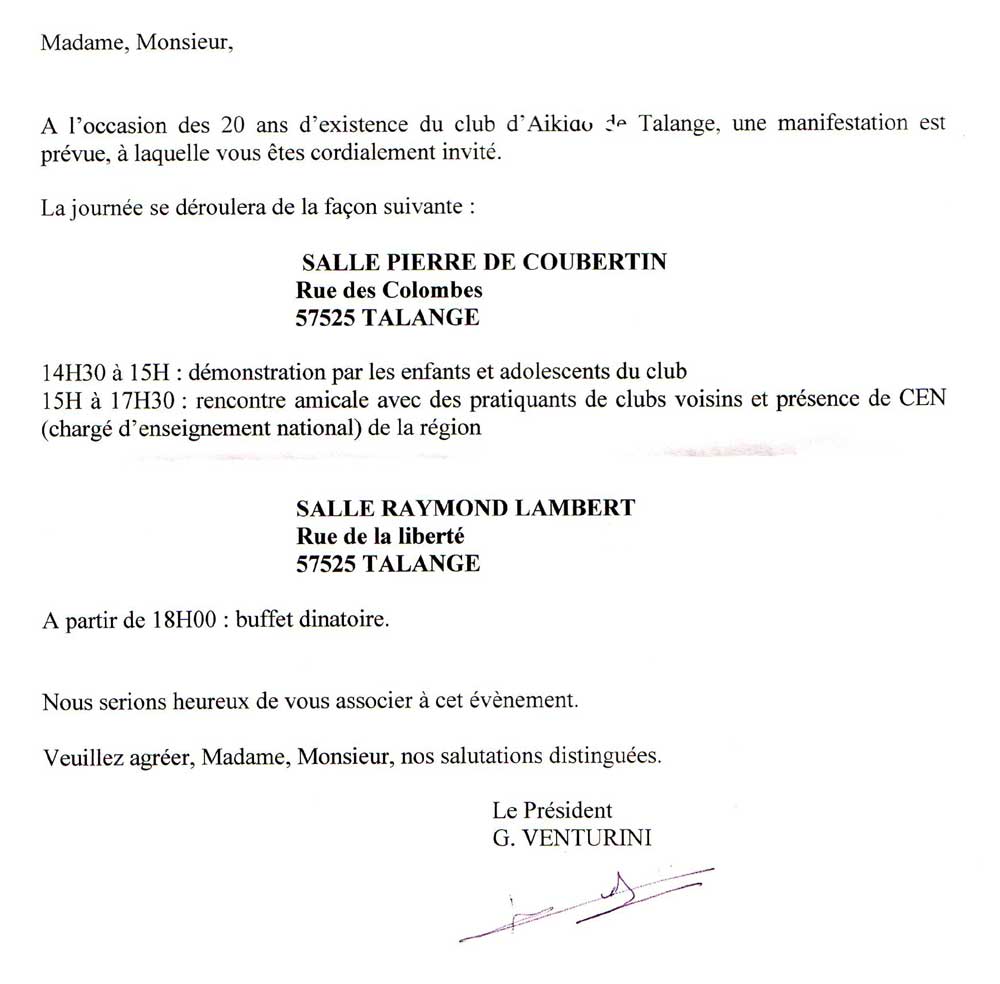 Madame, Monsieur,
A l'occasion des 20 ans d'existence du club d'Aikido de Talange, une manifestation est
prévue, à laquelle vous êtes cordialement invité.
La journée se déroulera de la façon suivante :
SALLE PIERRE DE COUBERTIN
Rue des Colombes
57525 TALANGE
14H30 à 15H : démonstration par les enfants et adolescents du club
15H à 17H30 : rencontre amicale avec des pratiquants de clubs voisins et présence de CEN
(chargé d'enseignement national) de la région
SALLE RAYMOND LAMBERT
Rue de la liberté
57525 TALANGE
A partir de 18H00 : buffet dinatoire.
Nous serions heureux de vous associer à cet évènement.
Veuillez agréer, Madame, Monsieur, nos salutations distinguées.
Le Président
G. VENTURINI